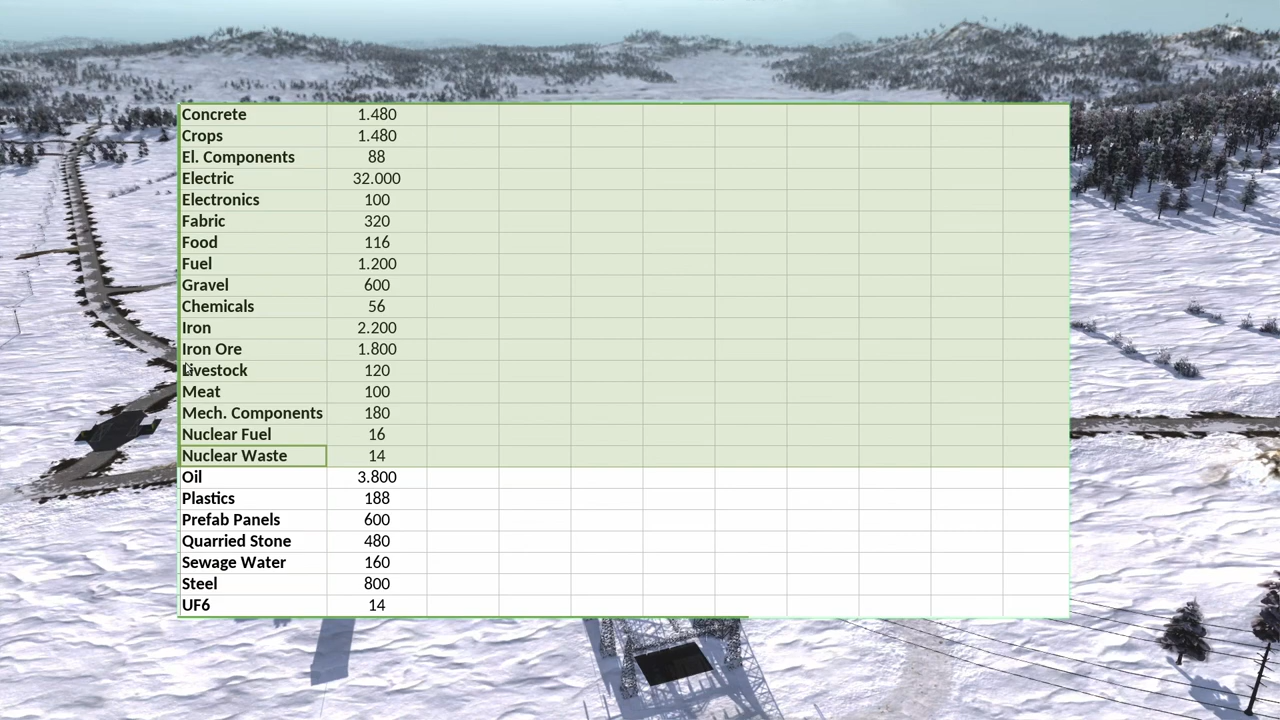 Concrete 1.480
Crops 1.480
El. Components 88
Electric 32.000
Electronics 100
Fabric 320
Food 116
Fuel 1.200
Gravel 600
Chemicals 56
Iron 2.200
Iron Ore 1.800
Livestock 120
Meat 100
Mech. Components 180
Nuclear Fuel 16
Nuclear Waste 14
Oil 3.800
Plastics 188
Prefab Panels 600
Quarried Stone 480
Sewage Water 160
Steel 800
UF6 14